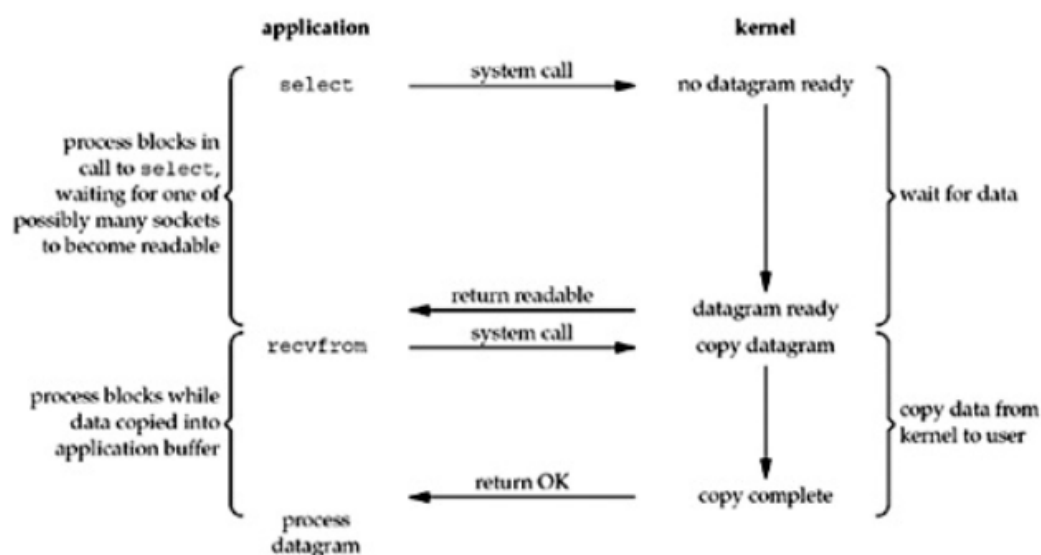 application
kernel
select
system call
no datagram ready
process blocks in
call to select,
waiting for one of
possibly many sockets
to become readable
wait for data
return readable
datagram ready
recvfrom
system call
copy datagram
process blocks while
data copied into
application buffer
copy data from
kernel to user
return OK
copy complete
process
datagram